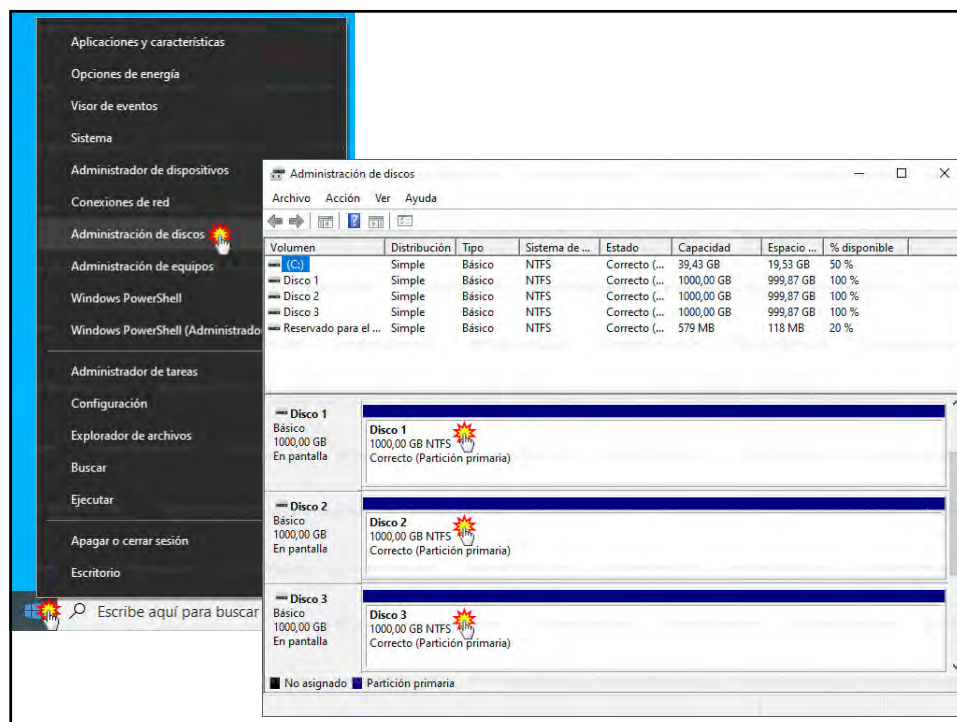 Aplicaciones y características
Opciones de energía
Visor de eventos
Sistema
Administrador de dispositivos
Conexiones de red
Administración de discos
Administración de equipos
Windows PowerShell
Windows PowerShell (Administrado
Administrador de tareas
Configuración
Explorador de archivos
Buscar
Ejecutar
Apagar o cerrar sesión
Escritorio
Escribe aquí para buscar
Administración de discos
Archivo Acción Ver Ayuda
Volumen Distribución Tipo Sistema de ... Estado Capacidad Espacio ... % disponible
(C:) Simple Básico NTFS Correcto (... 39,43 GB 19,53 GB 50 %
Disco 1 Simple Básico NTFS Correcto (... 1000,00 GB 999,87 GB 100 %
Disco 2 Simple Básico NTFS Correcto (... 1000,00 GB 999,87 GB 100 %
Disco 3 Simple Básico NTFS Correcto (... 1000,00 GB 999,87 GB 100 %
Reservado para el ... Simple Básico NTFS Correcto (... 579 MB 118 MB 20 %
Disco 1
Básico
1000,00 GB
En pantalla
Disco 1
1000,00 GB NTFS
Correcto (Partición primaria)
Disco 2
Básico
1000,00 GB
En pantalla
Disco 2
1000,00 GB NTFS
Correcto (Partición primaria)
Disco 3
Básico
1000,00 GB
En pantalla
Disco 3
1000,00 GB NTFS
Correcto (Partición primaria)
No asignado Partición primaria